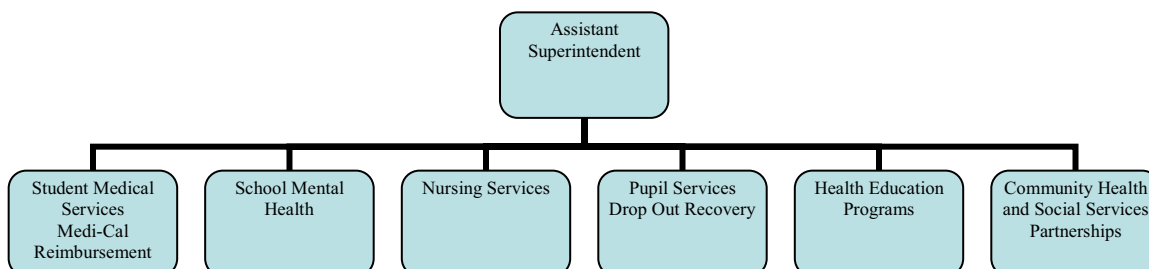 Assistant
Superintendent
Student Medical
Services
Medi-Cal
Reimbursement
School Mental
Health
Nursing Services
Pupil Services
Drop Out Recovery
Health Education
Programs
Community Health
and Social Services
Partnerships